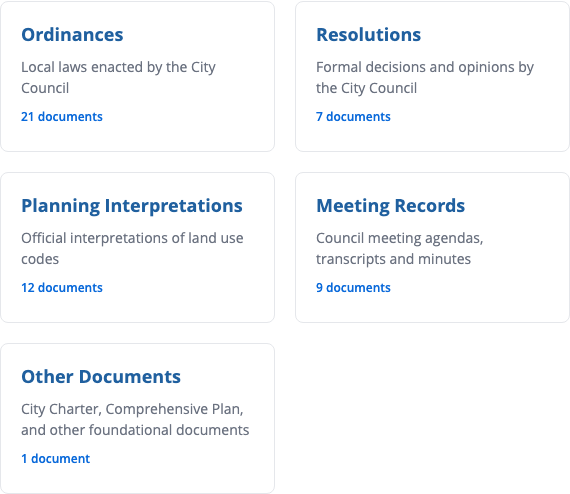 Ordinances
Local laws enacted by the City
Council
21 documents
Resolutions
Formal decisions and opinions by
the City Council
7 documents
Planning Interpretations
Official interpretations of land use
codes
12 documents
Meeting Records
Council meeting agendas,
transcripts and minutes
9 documents
Other Documents
City Charter, Comprehensive Plan,
and other foundational documents
1 document